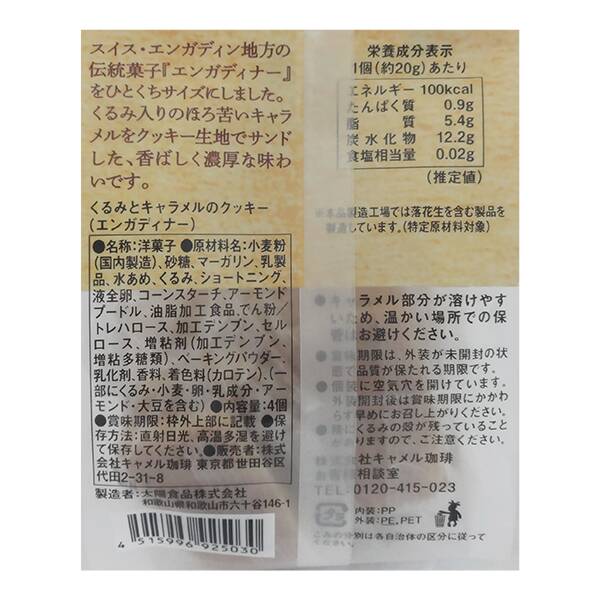 スイス・エンガディン地方の
伝統菓子『エンガディナー』
をひとくちサイズにしました。
くるみ入りのほろ苦いキャラ
メルをクッキー生地でサンド
した、香ばしく濃厚な味わ
いです。
くるみとキャラメルのクッキー
(エンガディナー)
●名称:洋菓子 ●原材料名:小麦粉
(国内製造)、砂糖、マーガリン、乳製
品、水あめ、くるみ、ショートニング、
液全卵、コーンスターチ、アーモンド
プードル、油脂加工食品、でん粉／
トレハロース、加工デンプン、セル
ロース、増粘剤(加工デンプン、
増粘多糖類)、ベーキングパウダー、
乳化剤、香料、着色料(カロテン)、(一
部にくるみ・小麦・卵・乳成分・アー
モンド・大豆を含む) ●内容量:4個
●賞味期限:枠外上部に記載 ●保
存方法:直射日光、高温多湿を避け
て保存してください。●販売者:株式
会社キャメル珈琲 東京都世田谷区
代田2-31-8
製造者:太陽食品株式会社
和歌山県和歌山市六十谷146-1
4 515996 925030
栄養成分表示
1個(約20g)あたり
エネルギー 100kcal
たんぱく質 0.9g
脂 質 5.4g
炭水化物 12.2g
食塩相当量 0.02g
(推定値)
※本品製造工場では落花生を含む製品を
製造しています。(特定原材料対象)
●キャラメル部分が溶けやす
いため、温かい場所での保
管はお避けください。
●賞味期限は、外装が未開封の状
態で品質が保たれる期限です。
●個装に空気穴を開けています。
外装開封後は賞味期限にかかわ
らず早めにお召し上がりください。
●稀にくるみの殻が残っていること
がありますので、ご注意ください。
株式会社キャメル珈琲
お客様相談室
TEL:0120-415-023
プラ
内装:PP
外装:PE,PET
ごみの分別は各自治体の区分に従って